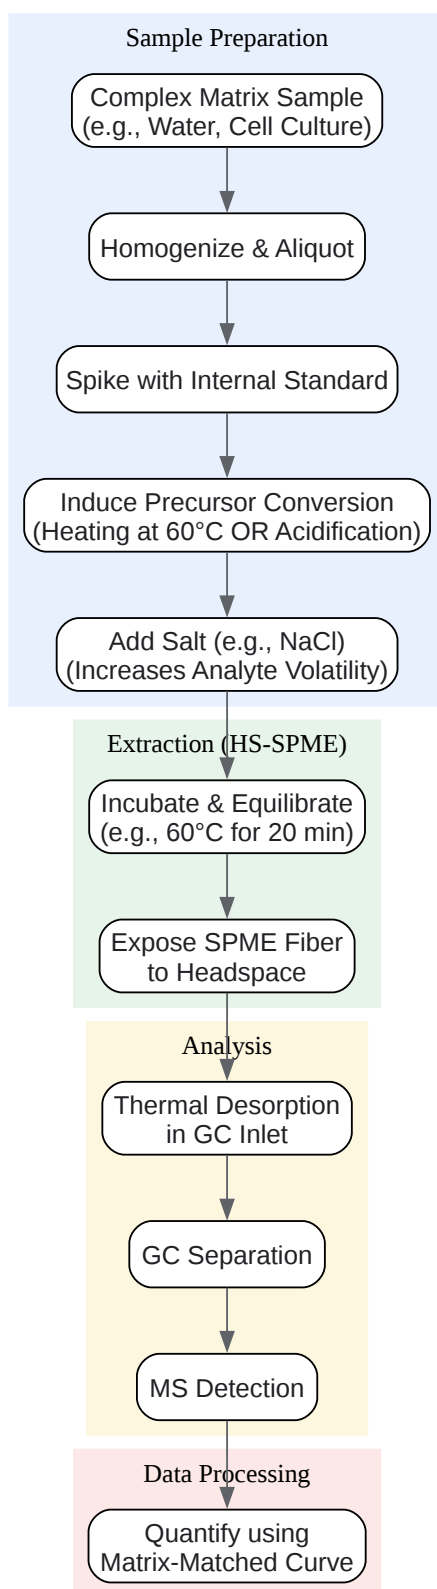 Sample Preparation
Complex Matrix Sample
(e.g., Water, Cell Culture)
Homogenize & Aliquot
Spike with Internal Standard
Induce Precursor Conversion
(Heating at 60°C OR Acidification)
Add Salt (e.g., NaCl)
(Increases Analyte Volatility)
Extraction (HS-SPME)
Incubate & Equilibrate
(e.g., 60°C for 20 min)
Expose SPME Fiber
to Headspace
Analysis
Thermal Desorption
in GC Inlet
GC Separation
MS Detection
Data Processing
Quantify using
Matrix-Matched Curve